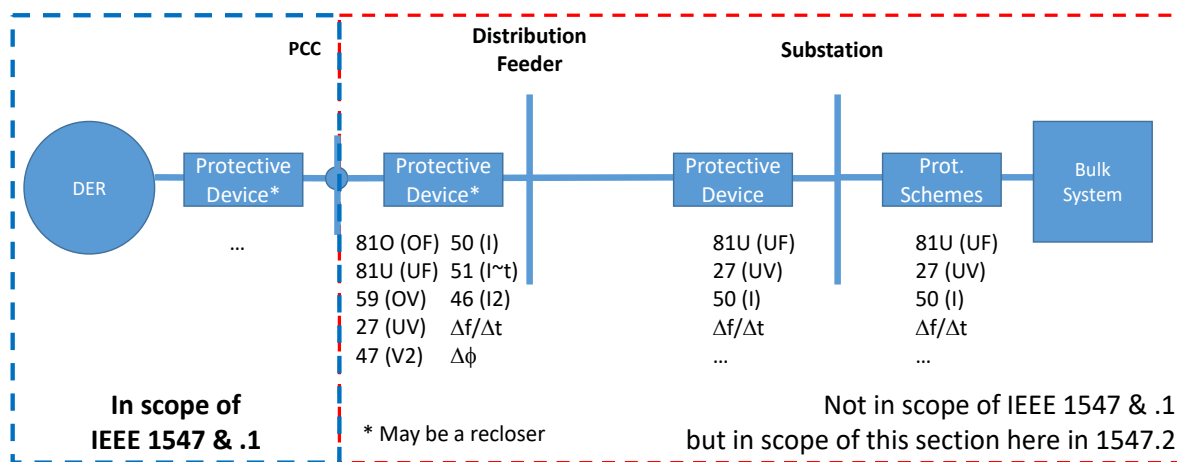 PCC
Distribution
Feeder
Substation
DER
Protective
Device*
...
Protective
Device*
81O (OF) 50 (I)
81U (UF) 51 (I~t)
59 (OV) 46 (I2)
27 (UV) Δf/Δt
47 (V2) Δϕ
Protective
Device
81U (UF)
27 (UV)
50 (I)
Δf/Δt
...
Prot.
Schemes
81U (UF)
27 (UV)
50 (I)
Δf/Δt
...
Bulk
System
In scope of
IEEE 1547 & .1
* May be a recloser
Not in scope of IEEE 1547 & .1
but in scope of this section here in 1547.2